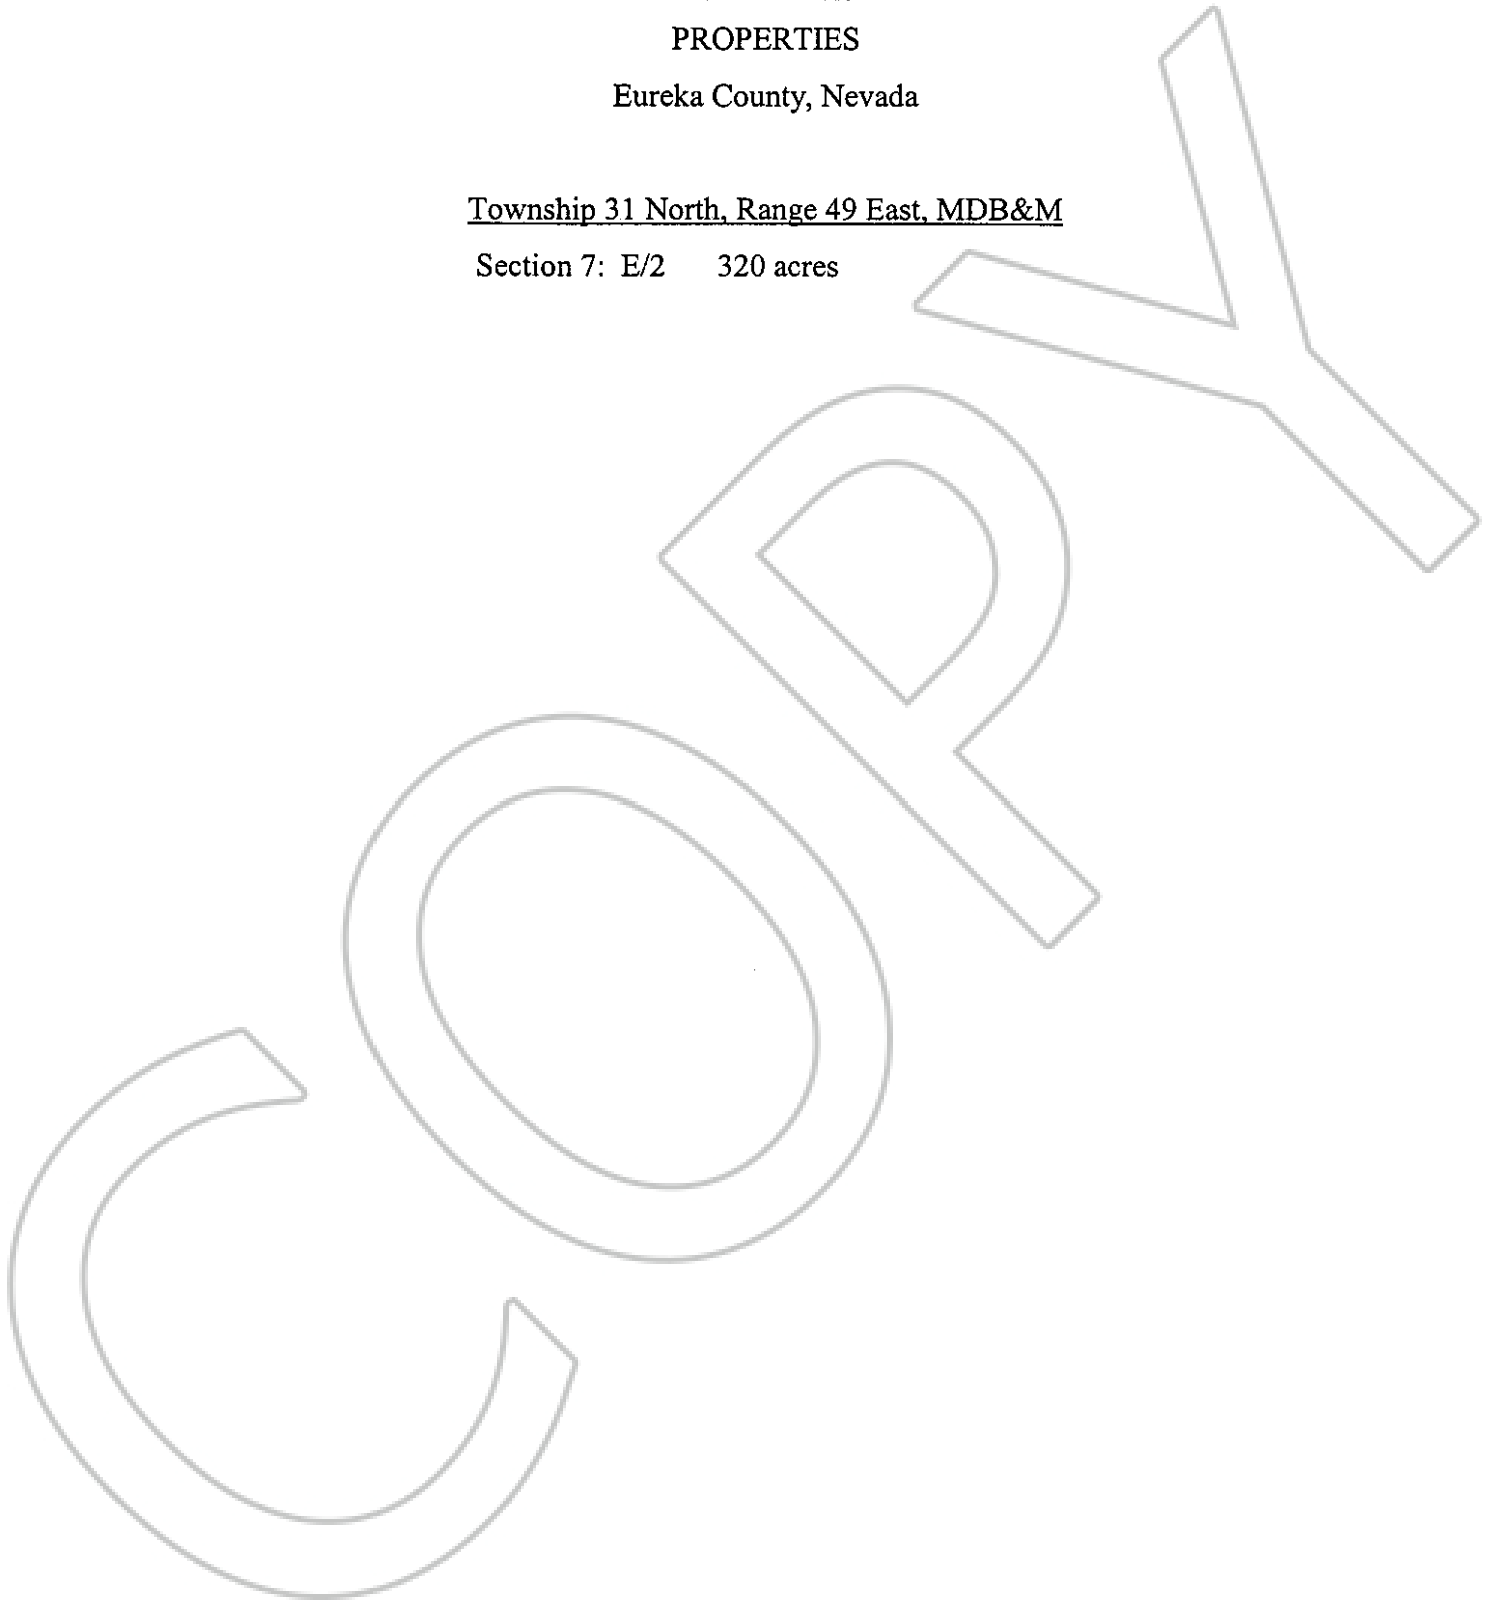 PROPERTIES
Eureka County, Nevada
Township 31 North, Range 49 East, MDB&M
Section 7: E/2 320 acres
COPY